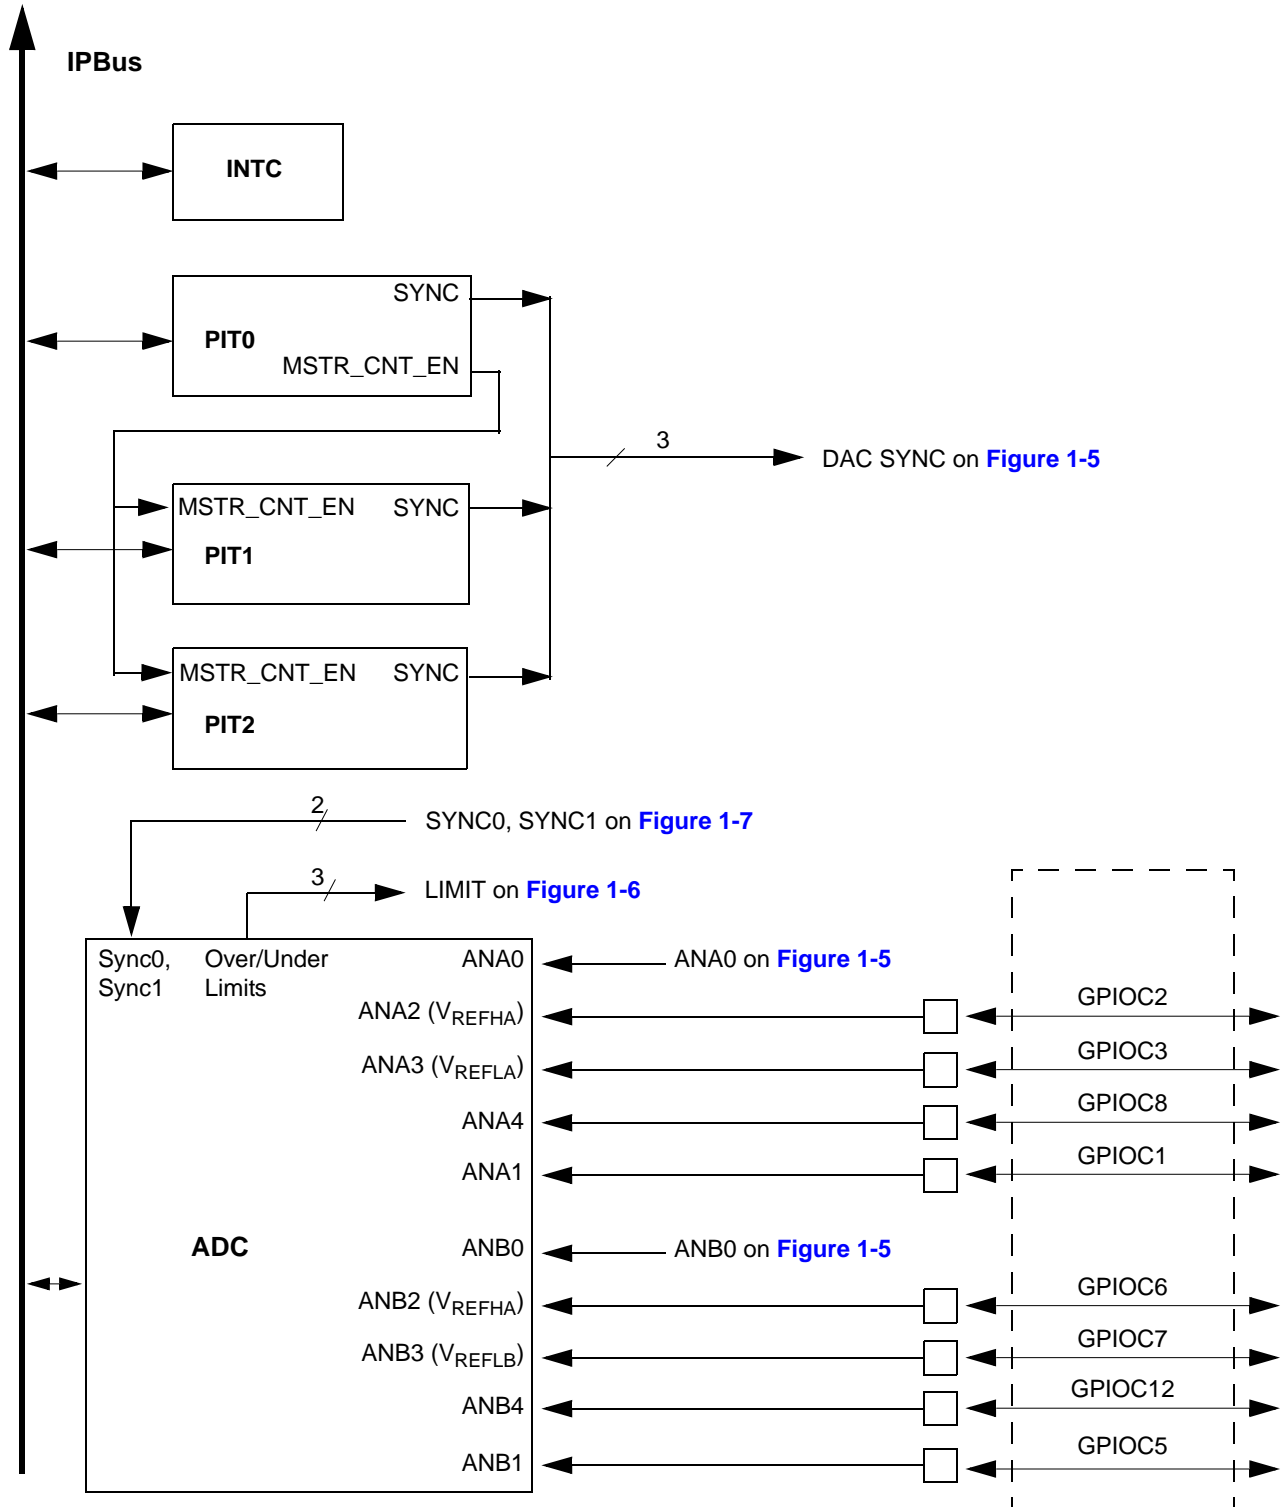 IPBus
INTC
SYNC
PIT0
MSTR_CNT_EN
3
DAC SYNC on Figure 1-5
MSTR_CNT_EN SYNC
PIT1
MSTR_CNT_EN SYNC
PIT2
2
SYNC0, SYNC1 on Figure 1-7
3
LIMIT on Figure 1-6
Sync0, Sync1
Over/Under Limits
ANA0
ANA0 on Figure 1-5
ANA2 (VREFHA)
GPIOC2
ANA3 (VREFLA)
GPIOC3
ANA4
GPIOC8
ANA1
GPIOC1
ADC
ANB0
ANB0 on Figure 1-5
ANB2 (VREFHA)
GPIOC6
ANB3 (VREFLB)
GPIOC7
ANB4
GPIOC12
ANB1
GPIOC5